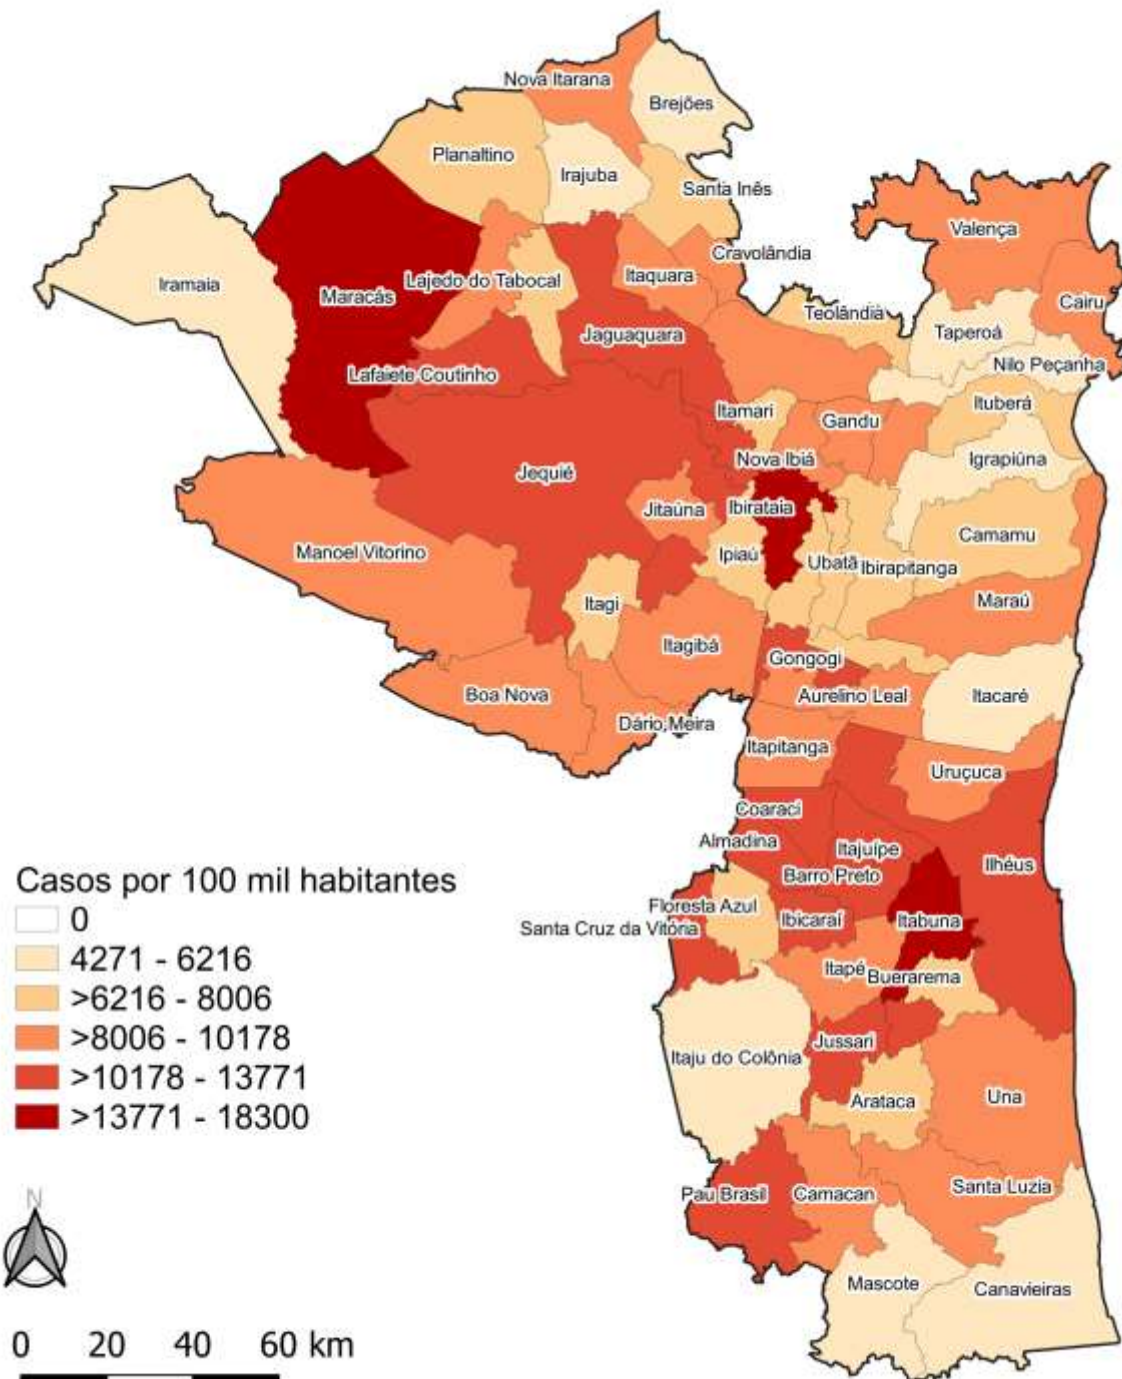 Nova Itarana
Brejões
Planaltino
Irajuba
Santa Inês
Valença
Cravolândia
Iramaia
Maracás
Lajedo do Tabocal
Itaquara
Teolândia
Cairu
Jaguaquara
Taperoá
Lafaiete Coutinho
Nilo Peçanha
Itamari
Gandu
Ituberá
Jequié
Nova Ibiá
Igrapiúna
Jitaúna
Ibirataia
Manoel Vitorino
Ipiaú
Ubatã
Ibirapitanga
Camamu
Itagi
Maraú
Itagibá
Gongogi
Boa Nova
Aurelino Leal
Itacaré
Dário Meira
Itapitanga
Uruçuca
Coaraci
Almadina
Itajuípe
Ilhéus
Barro Preto
Floresta Azul
Santa Cruz da Vitória
Ibicaraí
Itabuna
Itapé
Buerarema
Itaju do Colônia
Jussari
Arataca
Una
Pau Brasil
Camacan
Santa Luzia
Mascote
Canavieiras
Casos por 100 mil habitantes
0
4271 - 6216
>6216 - 8006
>8006 - 10178
>10178 - 13771
>13771 - 18300
N
0 20 40 60 km